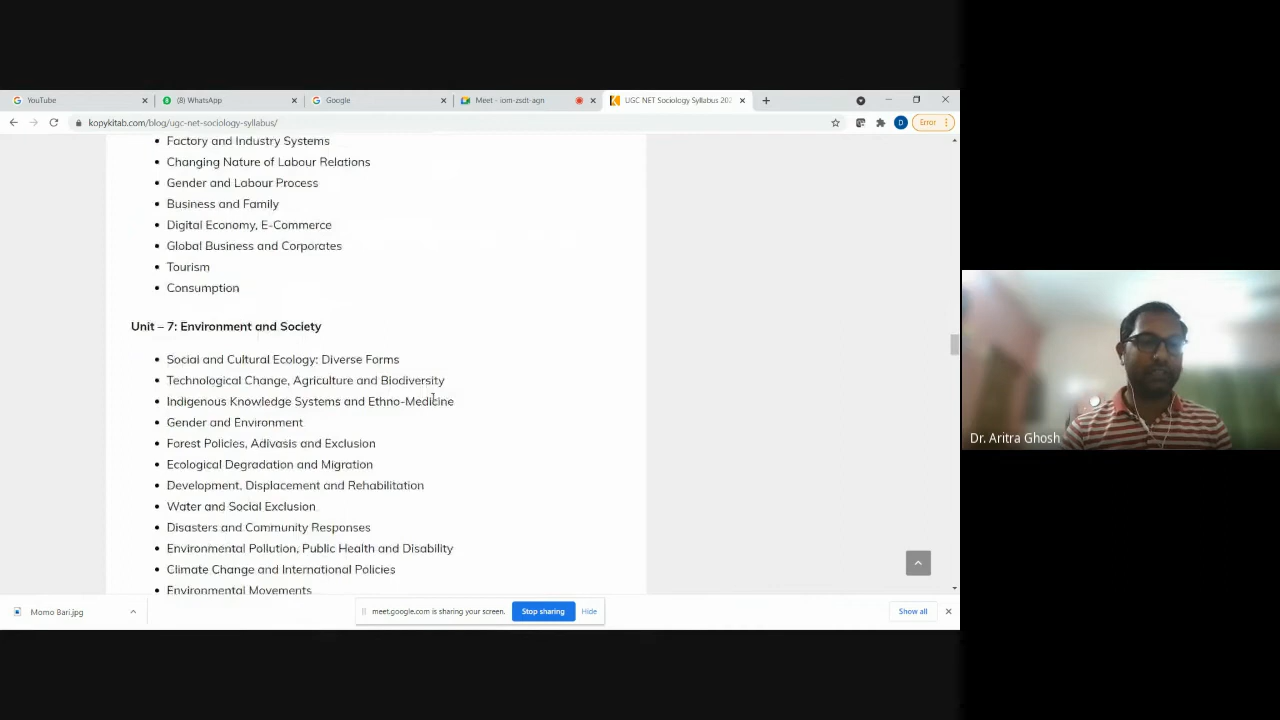 YouTube
(8) WhatsApp
Google
Meet - iom-zsdt-agn
UGC NET Sociology Syllabus 202
kopykitab.com/blog/ugc-net-sociology-syllabus/
D
Error
Factory and Industry Systems
Changing Nature of Labour Relations
Gender and Labour Process
Business and Family
Digital Economy, E-Commerce
Global Business and Corporates
Tourism
Consumption
Unit – 7: Environment and Society
Social and Cultural Ecology: Diverse Forms
Technological Change, Agriculture and Biodiversity
Indigenous Knowledge Systems and Ethno-Medicine
Gender and Environment
Forest Policies, Adivasis and Exclusion
Ecological Degradation and Migration
Development, Displacement and Rehabilitation
Water and Social Exclusion
Disasters and Community Responses
Environmental Pollution, Public Health and Disability
Climate Change and International Policies
Environmental Movements
Dr. Aritra Ghosh
Momo Bari.jpg
meet.google.com is sharing your screen.
Stop sharing
Hide
Show all